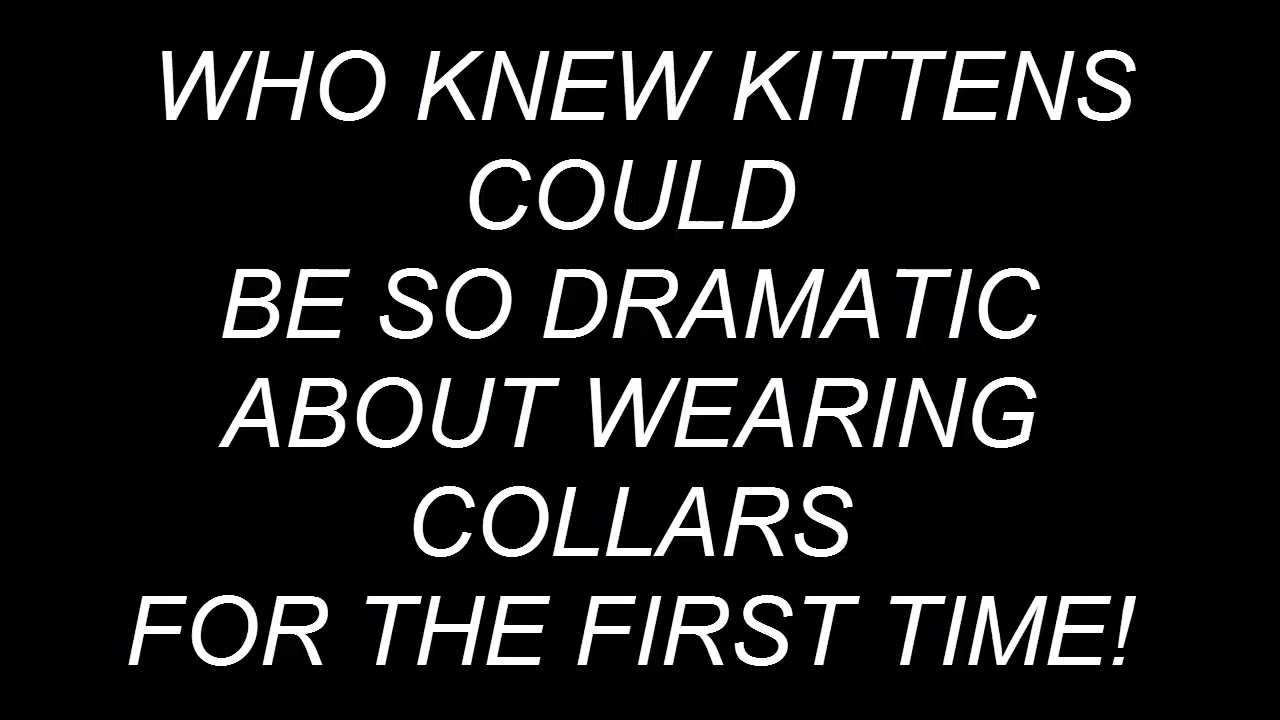 WHO KNEW KITTENS
COULD
BE SO DRAMATIC
ABOUT WEARING
COLLARS
FOR THE FIRST TIME!